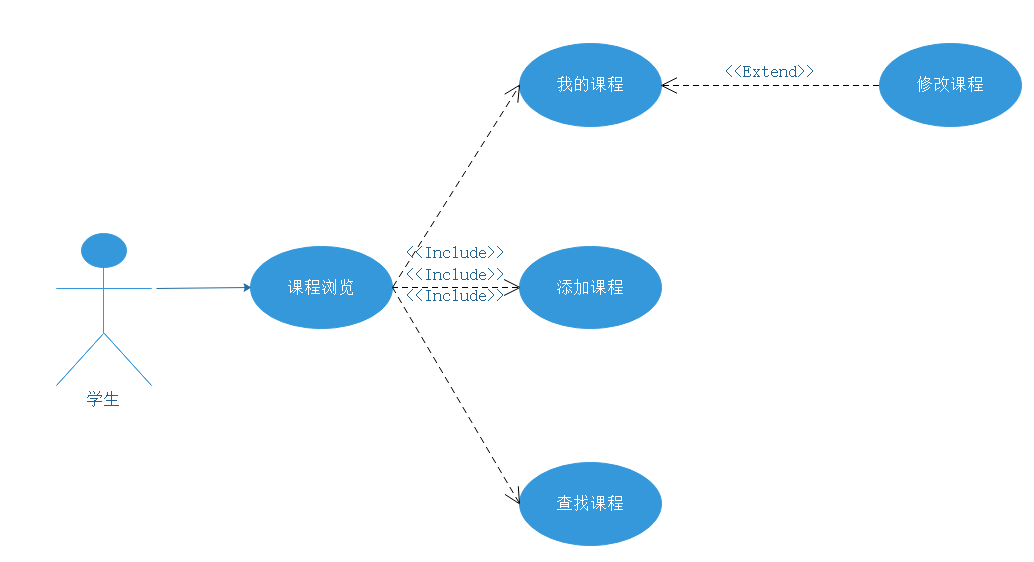 我的课程
<<Extend>>
修改课程
<<Include>>
<<Include>>
<<Include>>
课程浏览
添加课程
学生
查找课程